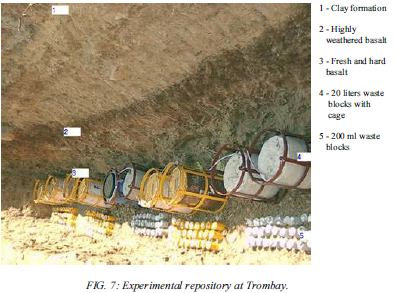 1
2
3
4
5
1 - Clay formation
2 - Highly
weathered basalt
3 - Fresh and hard
basalt
4 - 20 liters waste
blocks with
cage
5 - 200 ml waste
blocks
FIG. 7: Experimental repository at Trombay.